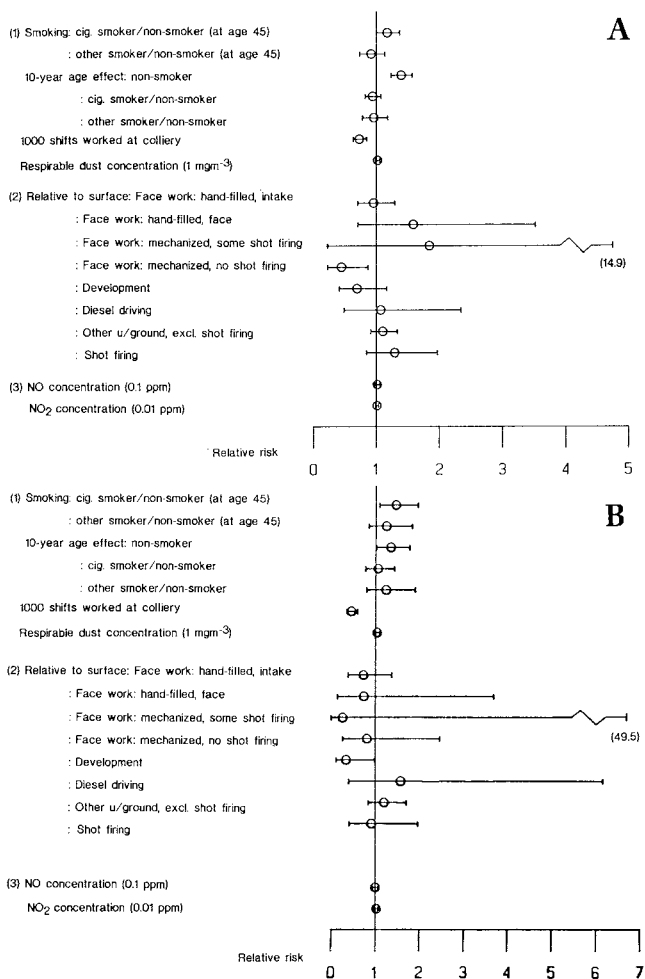 A
(1) Smoking: cig. smoker/non-smoker (at age 45)
: other smoker/non-smoker (at age 45)
10-year age effect: non-smoker
: cig. smoker/non-smoker
: other smoker/non-smoker
1000 shifts worked at colliery
Respirable dust concentration (1 mgm⁻³)
(2) Relative to surface: Face work: hand-filled, intake
: Face work: hand-filled, face
: Face work: mechanized, some shot firing
(14.9)
: Face work: mechanized, no shot firing
: Development
: Diesel driving
: Other u/ground, excl. shot firing
: Shot firing
(3) NO concentration (0.1 ppm)
NO₂ concentration (0.01 ppm)
Relative risk
0 1 2 3 4 5
B
(1) Smoking: cig. smoker/non-smoker (at age 45)
: other smoker/non-smoker (at age 45)
10-year age effect: non-smoker
: cig. smoker/non-smoker
: other smoker/non-smoker
1000 shifts worked at colliery
Respirable dust concentration (1 mgm⁻³)
(2) Relative to surface: Face work: hand-filled, intake
: Face work: hand-filled, face
: Face work: mechanized, some shot firing
(49.5)
: Face work: mechanized, no shot firing
: Development
: Diesel driving
: Other u/ground, excl. shot firing
: Shot firing
(3) NO concentration (0.1 ppm)
NO₂ concentration (0.01 ppm)
Relative risk
0 1 2 3 4 5 6 7